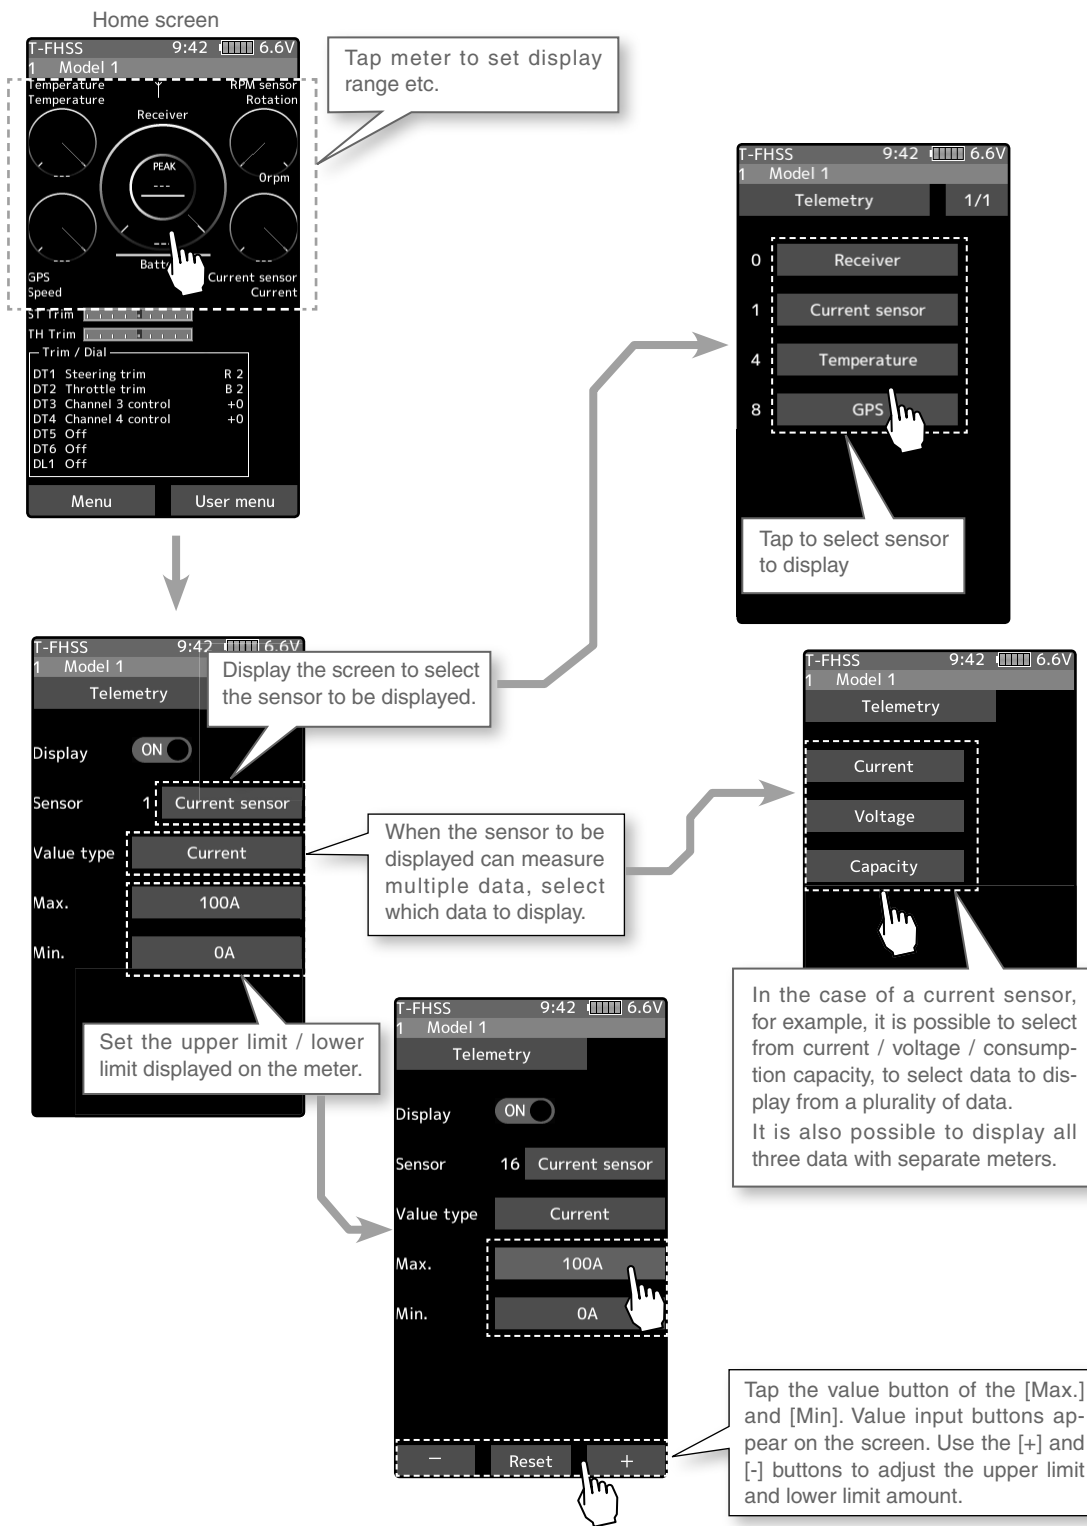 Home screen
T-FHSS 9:42 6.6V
1 Model 1
Temperature RPM sensor
Temperature Rotation
Receiver
PEAK
---
0rpm
---
---
---
---
GPS Current sensor
Speed Current
ST Trim
TH Trim
Trim / Dial
DT1 Steering trim R 2
DT2 Throttle trim B 2
DT3 Channel 3 control +0
DT4 Channel 4 control +0
DT5 Off
DT6 Off
DL1 Off
Menu User menu
Tap meter to set display
range etc.
T-FHSS 9:42 6.6V
1 Model 1
Telemetry 1/1
0 Receiver
1 Current sensor
4 Temperature
8 GPS
Tap to select sensor
to display
T-FHSS 9:42 6.6V
1 Model 1
Telemetry
Display the screen to select
the sensor to be displayed.
Display ON
Sensor 1 Current sensor
Value type Current
Max. 100A
Min. 0A
When the sensor to be
displayed can measure
multiple data, select
which data to display.
Set the upper limit / lower
limit displayed on the meter.
T-FHSS 9:42 6.6V
1 Model 1
Telemetry
Current
Voltage
Capacity
In the case of a current sensor,
for example, it is possible to select
from current / voltage / consump-
tion capacity, to select data to dis-
play from a plurality of data.
It is also possible to display all
three data with separate meters.
T-FHSS 9:42 6.6V
1 Model 1
Telemetry
Display ON
Sensor 16 Current sensor
Value type Current
Max. 100A
Min. 0A
− Reset +
Tap the value button of the [Max.]
and [Min]. Value input buttons ap-
pear on the screen. Use the [+] and
[-] buttons to adjust the upper limit
and lower limit amount.